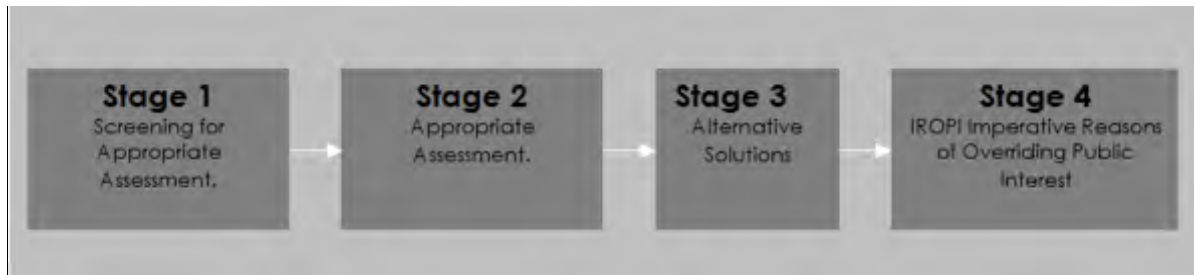 Stage 1
Screening for
Appropriate
Assessment.
Stage 2
Appropriate
Assessment.
Stage 3
Alternative
Solutions
Stage 4
IROPI Imperative Reasons
of Overriding Public
Interest